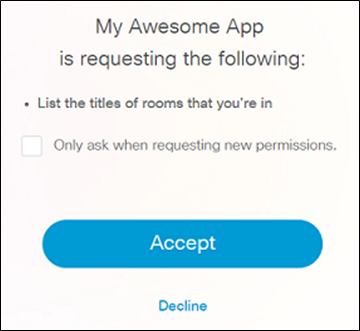 My Awesome App
is requesting the following:
• List the titles of rooms that you're in
Only ask when requesting new permissions.
Accept
Decline